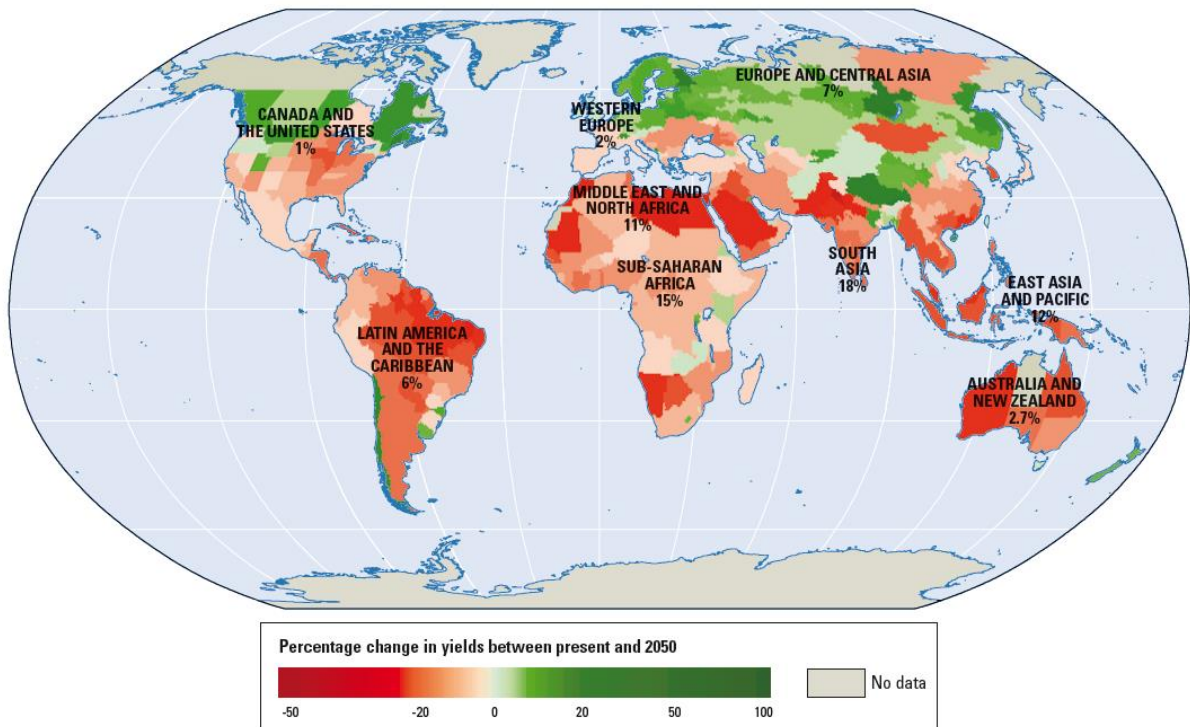 EUROPE AND CENTRAL ASIA
7%
CANADA AND
THE UNITED STATES
1%
WESTERN
EUROPE
2%
MIDDLE EAST AND
NORTH AFRICA
11%
SOUTH
ASIA
18%
SUB-SAHARAN
AFRICA
15%
EAST ASIA
AND PACIFIC
12%
LATIN AMERICA
AND THE
CARIBBEAN
6%
AUSTRALIA AND
NEW ZEALAND
2.7%
Percentage change in yields between present and 2050
No data
-50 -20 0 20 50 100